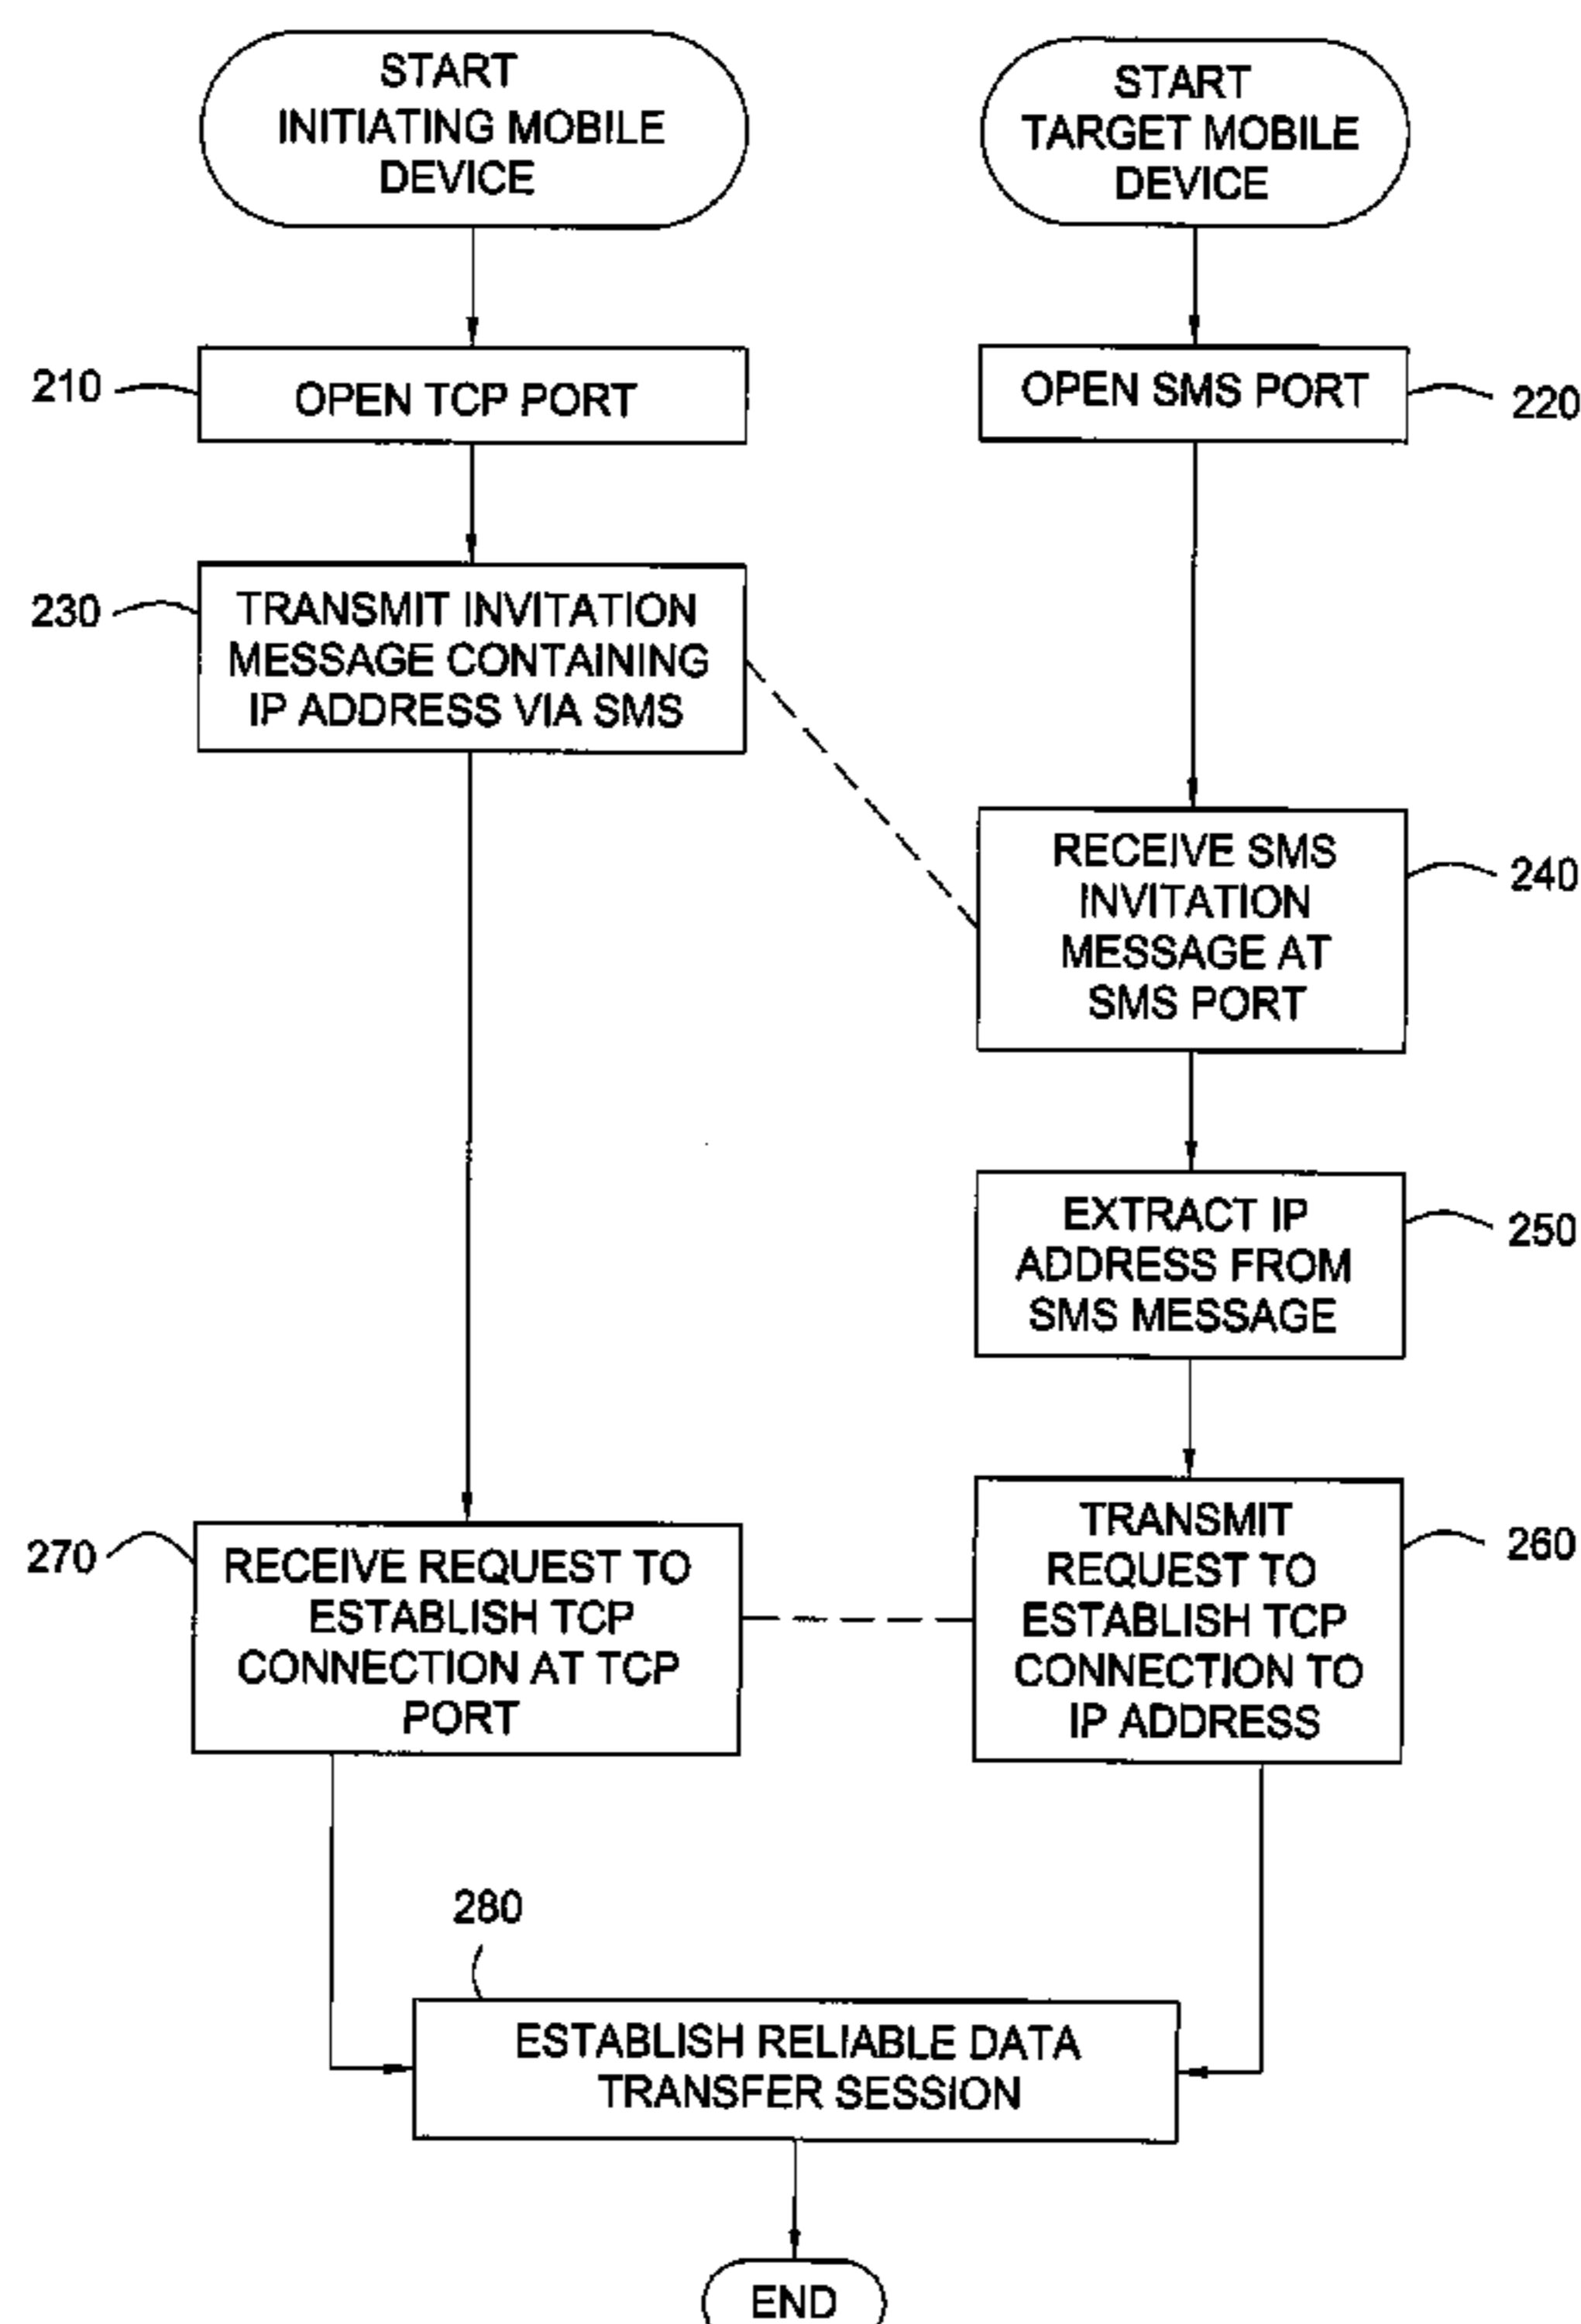 START
INITIATING MOBILE
DEVICE
START
TARGET MOBILE
DEVICE
210
OPEN TCP PORT
OPEN SMS PORT
220
230
TRANSMIT INVITATION
MESSAGE CONTAINING
IP ADDRESS VIA SMS
RECEIVE SMS
INVITATION
MESSAGE AT
SMS PORT
240
EXTRACT IP
ADDRESS FROM
SMS MESSAGE
250
270
RECEIVE REQUEST TO
ESTABLISH TCP
CONNECTION AT TCP
PORT
TRANSMIT
REQUEST TO
ESTABLISH TCP
CONNECTION TO
IP ADDRESS
260
280
ESTABLISH RELIABLE DATA
TRANSFER SESSION
END